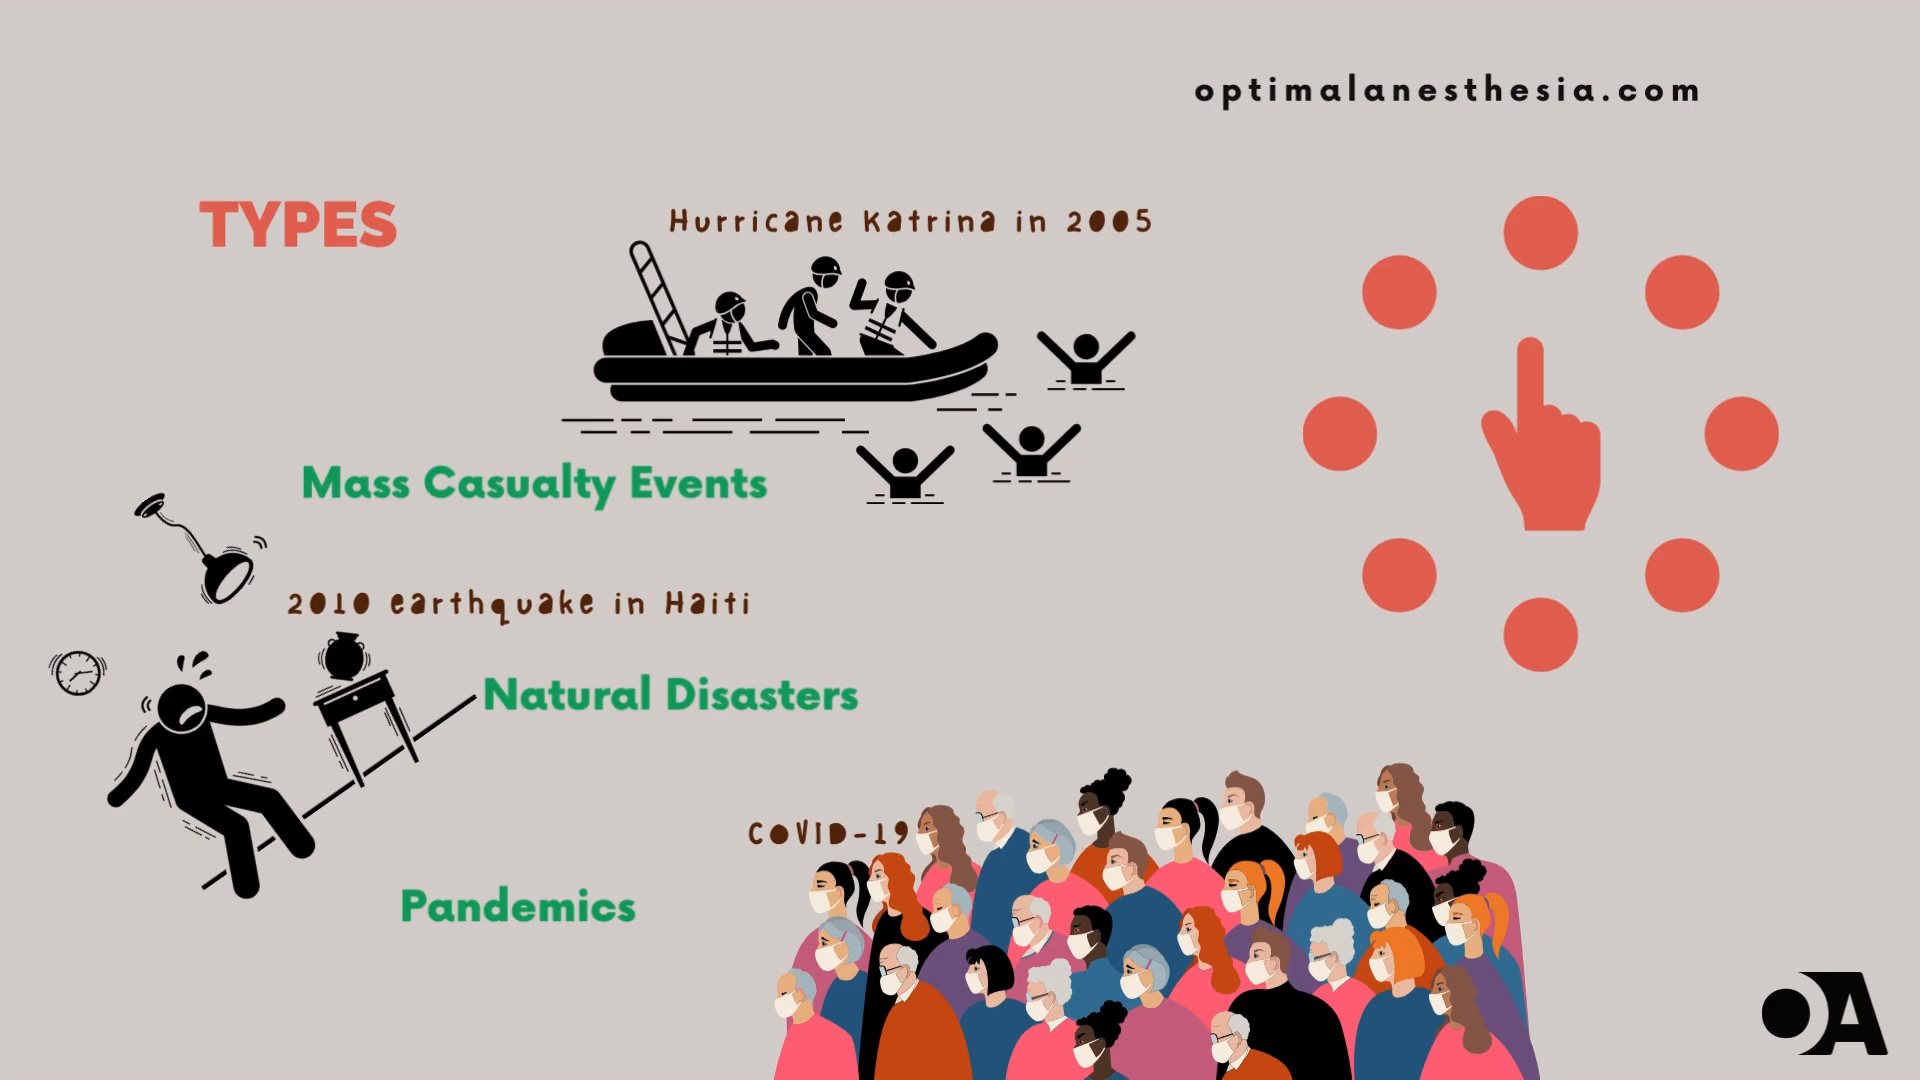 optimalanesthesia.com
TYPES
Hurricane Katrina in 2005
Mass Casualty Events
2010 earthquake in Haiti
Natural Disasters
COVID-19
Pandemics
OA